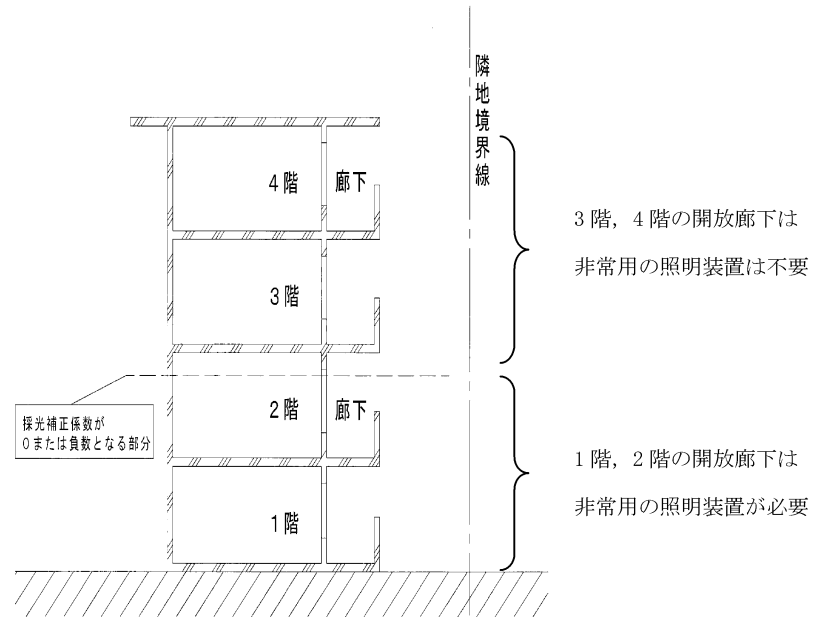 隣地境界線
4階
廊下
3階，4階の開放廊下は
非常用の照明装置は不要
3階
採光補正係数が
0または負数となる部分
2階
廊下
1階，2階の開放廊下は
非常用の照明装置が必要
1階